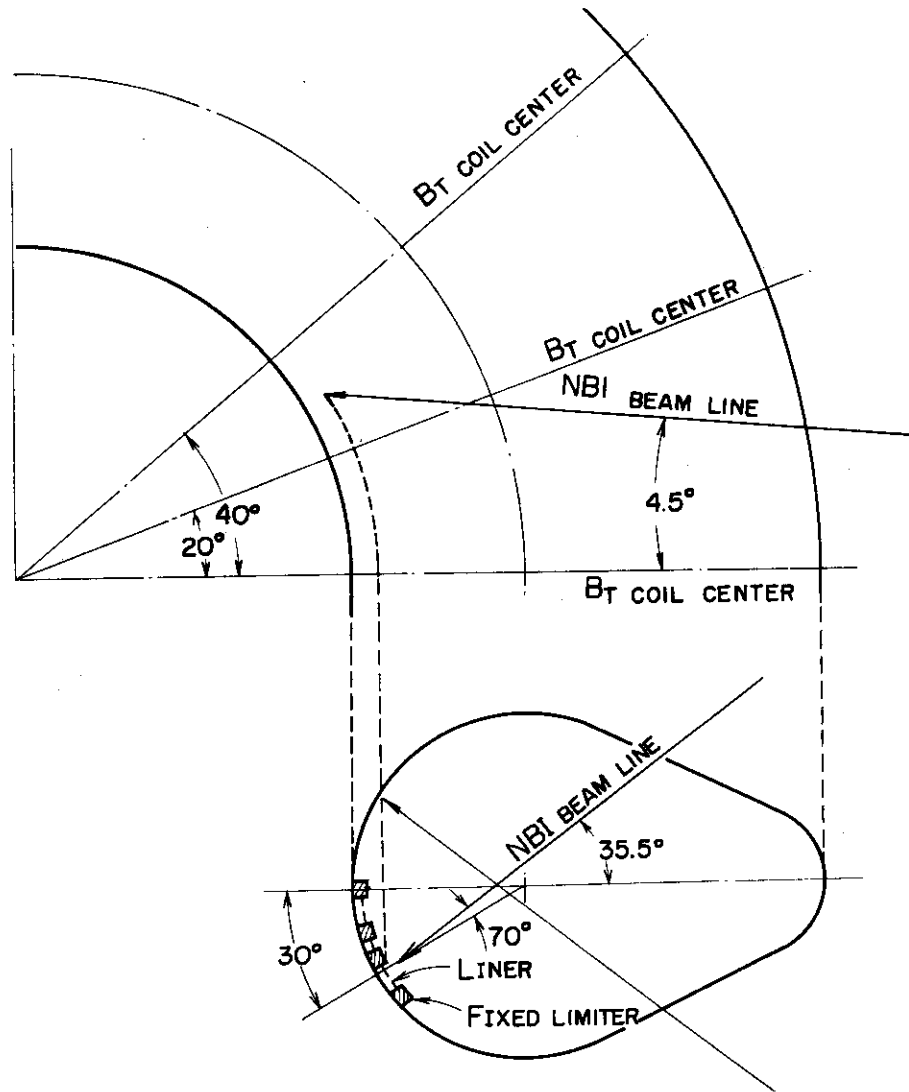 BT COIL CENTER
BT COIL CENTER
NBI BEAM LINE
40°
20°
4.5°
BT COIL CENTER
NBI BEAM LINE
35.5°
70°
30°
LINER
FIXED LIMITER